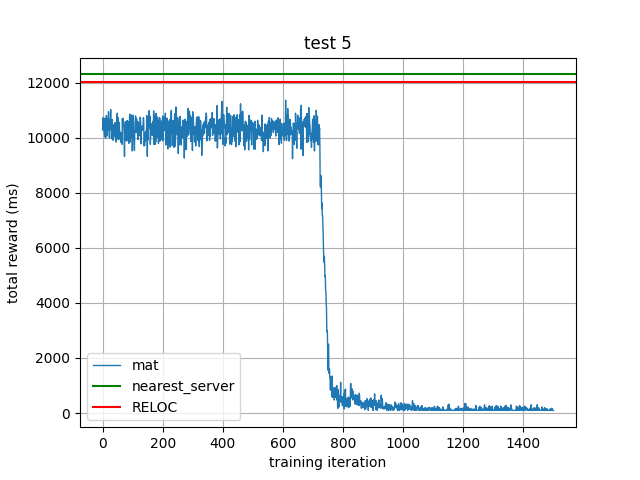 test 5
total reward (ms)
12000
10000
8000
6000
4000
2000
0
mat
nearest_server
RELOC
0 200 400 600 800 1000 1200 1400
training iteration